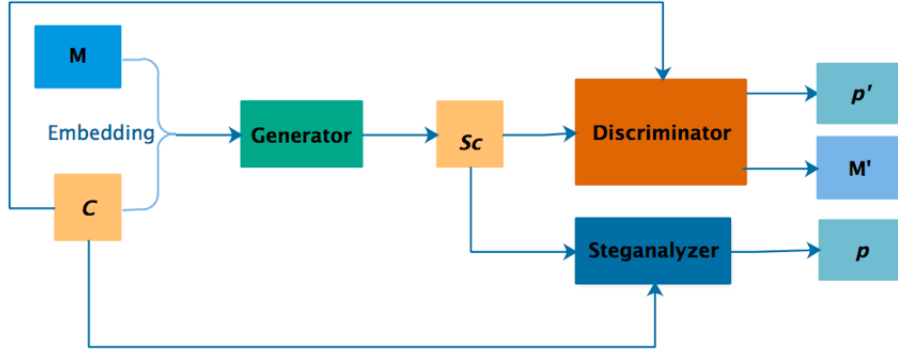 M
Embedding
C
Generator
Sc
Discriminator
Steganalyzer
p'
M'
p